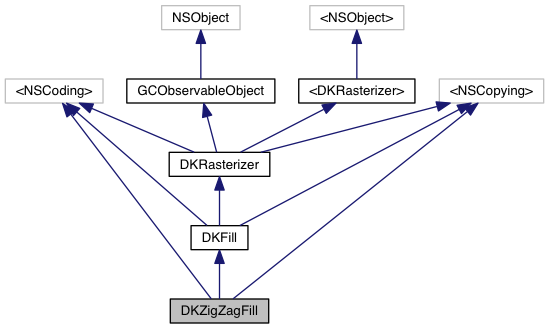 NSObject
<NSObject>
<NSCoding>
GCObservableObject
<DKRasterizer>
<NSCopying>
DKRasterizer
DKFill
DKZigZagFill